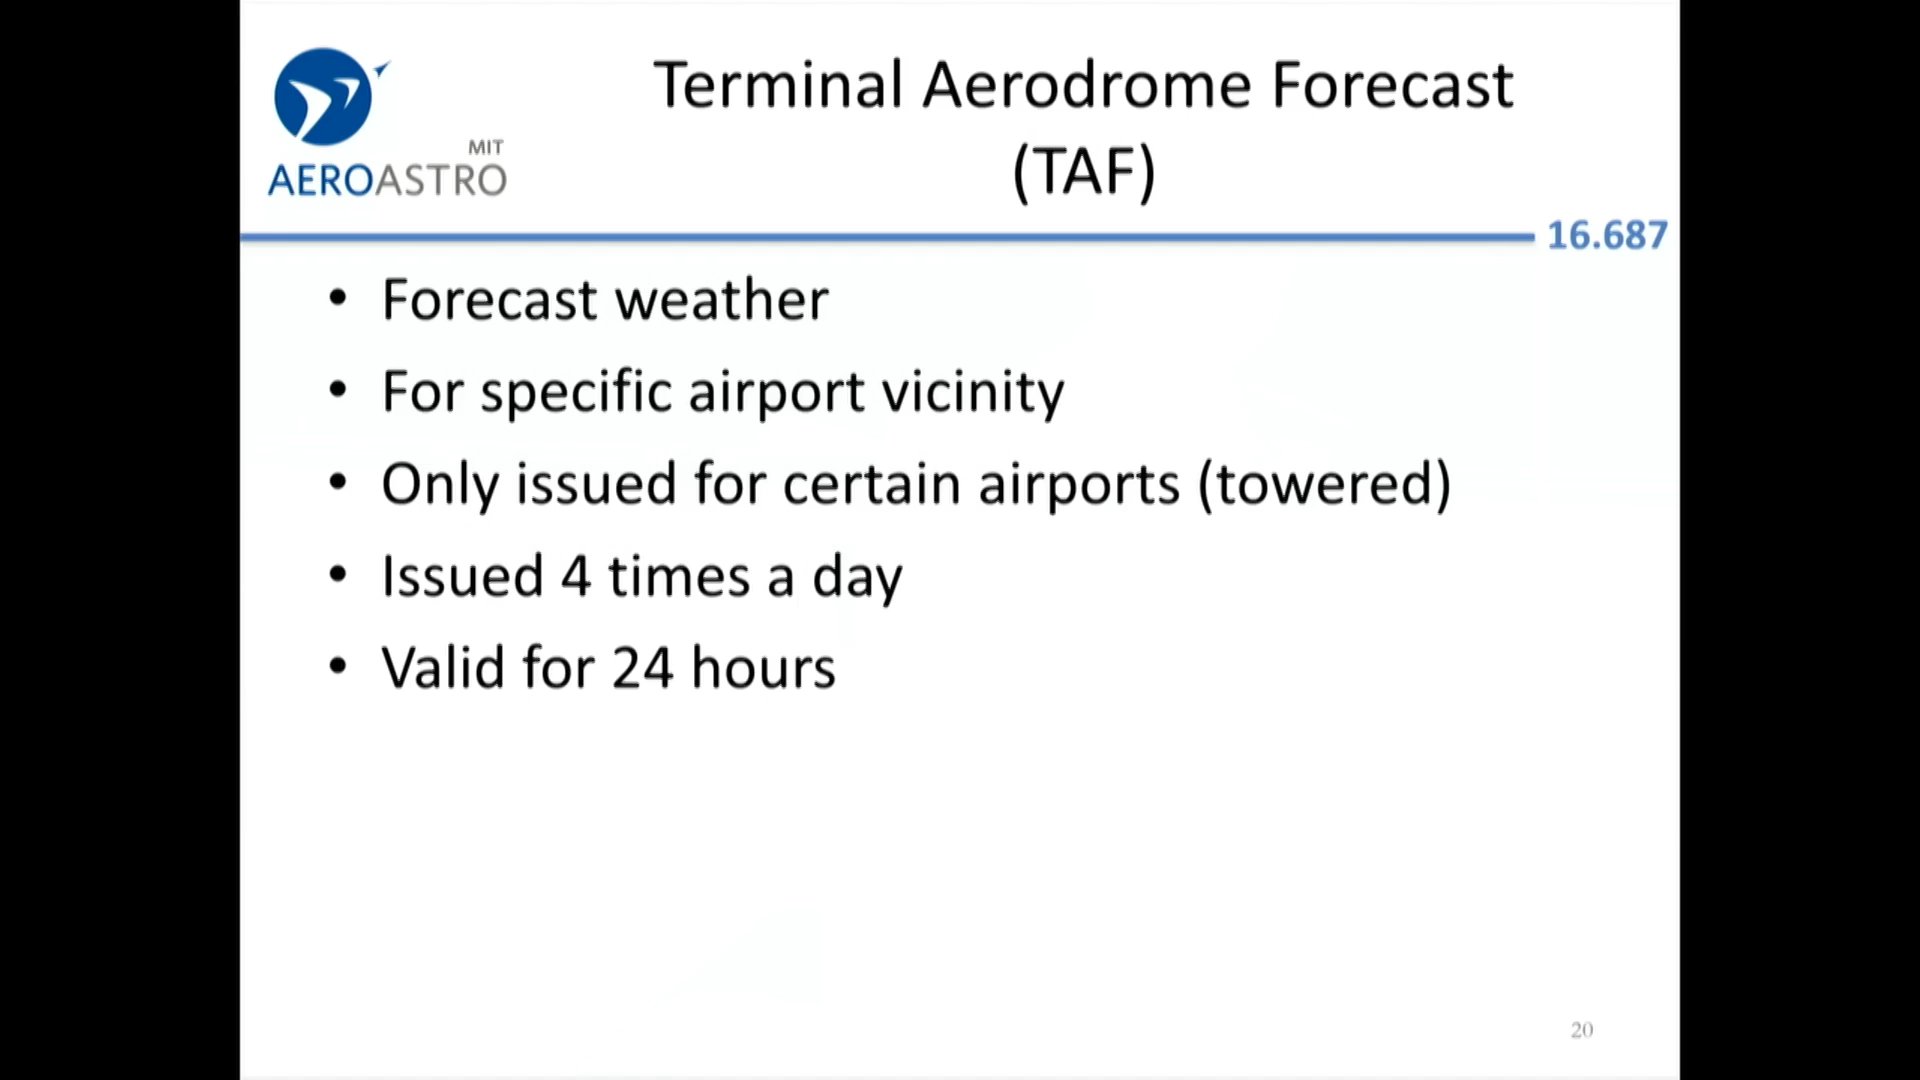 Terminal Aerodrome Forecast
(TAF)
MIT
AEROASTRO
16.687
• Forecast weather
• For specific airport vicinity
• Only issued for certain airports (towered)
• Issued 4 times a day
• Valid for 24 hours
20